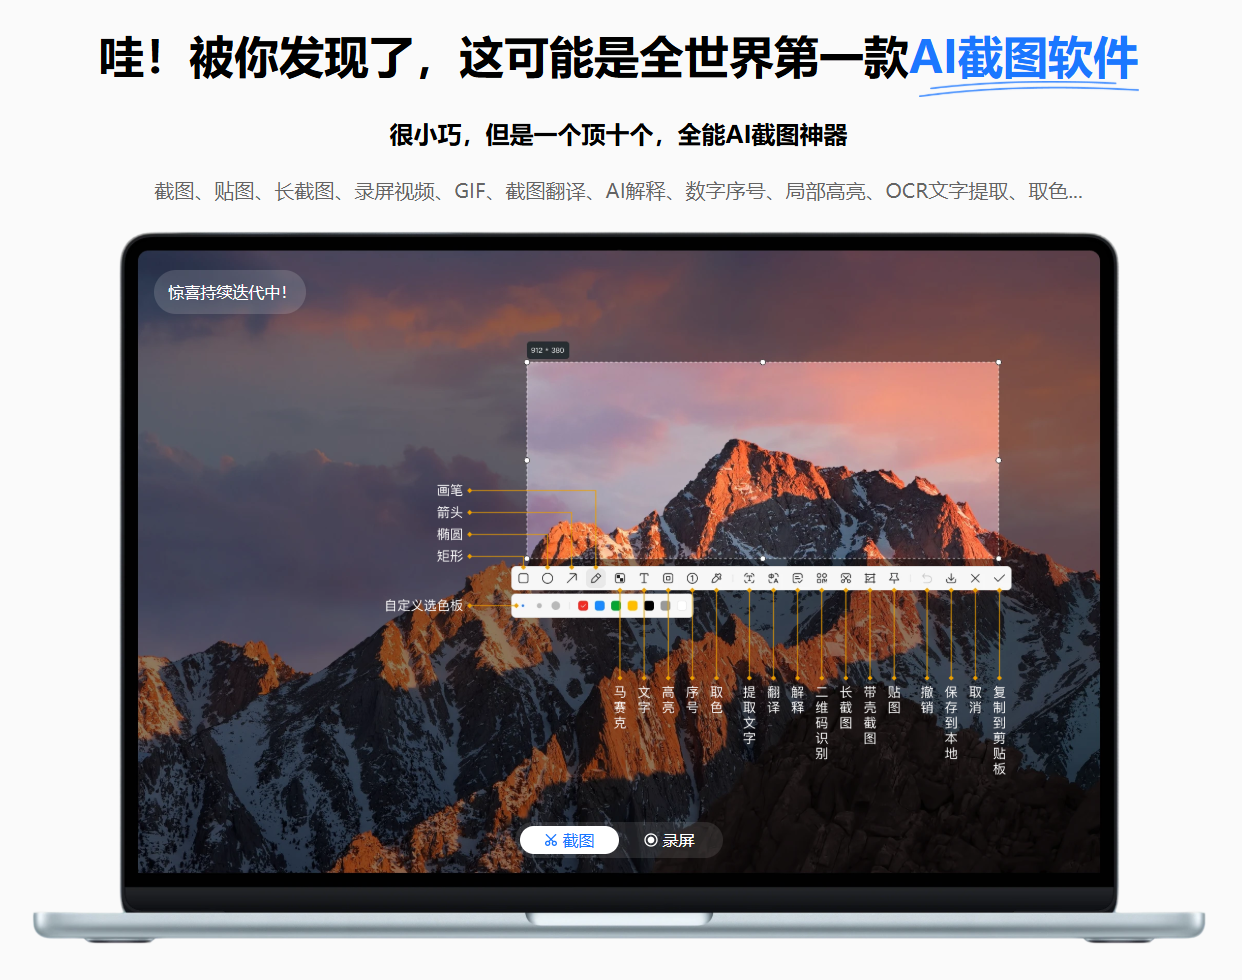 哇！被你发现了，这可能是全世界第一款AI截图软件
很小巧，但是一个顶十个，全能AI截图神器
截图、贴图、长截图、录屏视频、GIF、截图翻译、AI解释、数字序号、局部高亮、OCR文字提取、取色...
惊喜持续迭代中！
912 * 380
画笔
箭头
椭圆
矩形
自定义选色板
马赛克
文字
高亮
序号
取色
提取文字
翻译
解释
二维码识别
长截图
带壳截图
贴图
撤销
保存到本地
取消
复制到剪贴板
截图
录屏